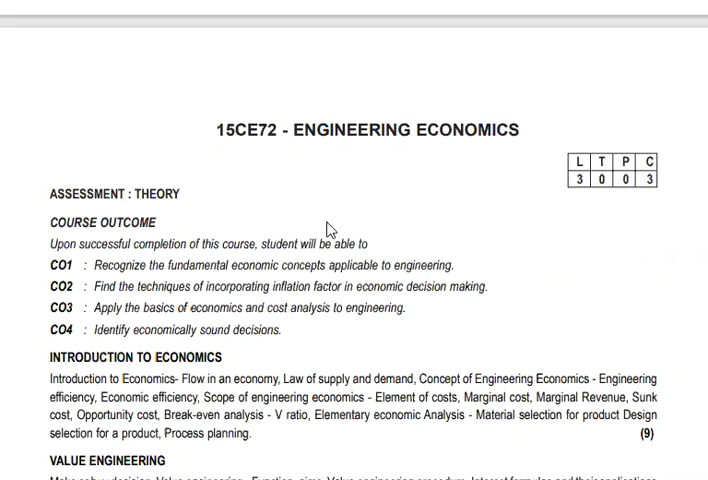 15CE72 - ENGINEERING ECONOMICS
L T P C
3 0 0 3
ASSESSMENT : THEORY
COURSE OUTCOME
Upon successful completion of this course, student will be able to
CO1 : Recognize the fundamental economic concepts applicable to engineering.
CO2 : Find the techniques of incorporating inflation factor in economic decision making.
CO3 : Apply the basics of economics and cost analysis to engineering.
CO4 : Identify economically sound decisions.
INTRODUCTION TO ECONOMICS
Introduction to Economics- Flow in an economy, Law of supply and demand, Concept of Engineering Economics - Engineering
efficiency, Economic efficiency, Scope of engineering economics - Element of costs, Marginal cost, Marginal Revenue, Sunk
cost, Opportunity cost, Break-even analysis - V ratio, Elementary economic Analysis - Material selection for product Design
selection for a product, Process planning. (9)
VALUE ENGINEERING